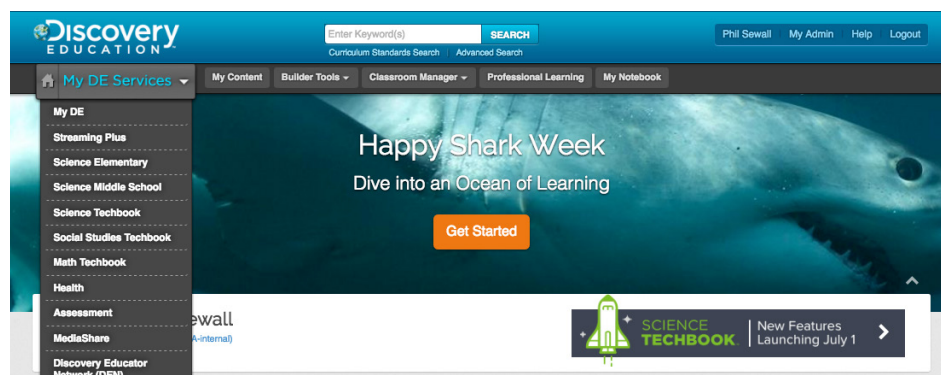 Discovery
EDUCATION
Enter Keyword(s)
SEARCH
Curriculum Standards Search
Advanced Search
Phil Sewall
My Admin
Help
Logout
My DE Services
My Content
Builder Tools
Classroom Manager
Professional Learning
My Notebook
My DE
Streaming Plus
Science Elementary
Science Middle School
Science Techbook
Social Studies Techbook
Math Techbook
Health
Assessment
MediaShare
Discovery Educator
Network (DEN)
Happy Shark Week
Dive into an Ocean of Learning
Get Started
ewall
A-internal)
SCIENCE
TECHBOOK
New Features
Launching July 1